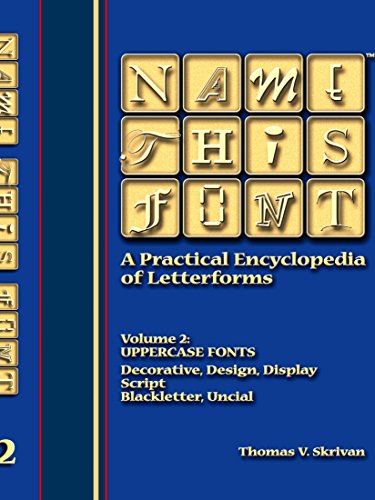 NAME THIS FONT 2
NAME™
THiS
FONT
A Practical Encyclopedia
of Letterforms
Volume 2:
UPPERCASE FONTS
Decorative, Design, Display
Script
Blackletter, Uncial
Thomas V. Skrivan